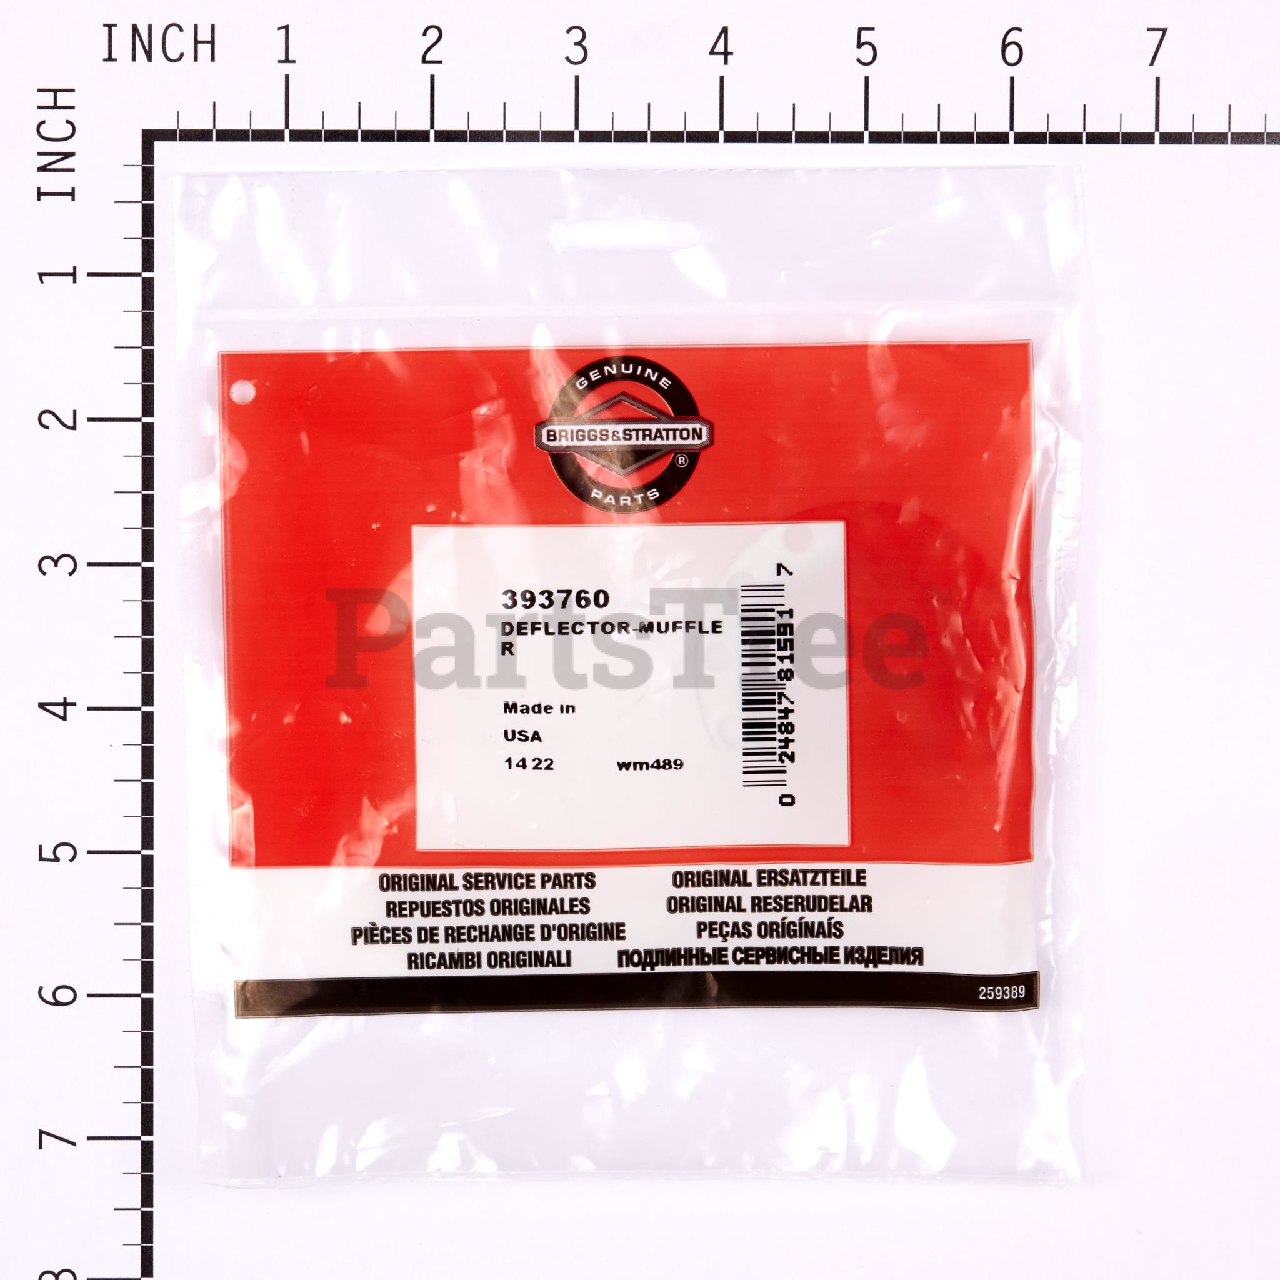 INCH 1 2 3 4 5 6 7
INCH
1
2
3
4
5
6
7
8
GENUINE
BRIGGS&STRATTON
®
PARTS
393760
DEFLECTOR-MUFFLE
R
Made in
USA
14 22 wm489
0 24847 81591 7
PartsTree
ORIGINAL SERVICE PARTS
REPUESTOS ORIGINALES
PIÈCES DE RECHANGE D'ORIGINE
RICAMBI ORIGINALI
ORIGINAL ERSATZTEILE
ORIGINAL RESERUDELAR
PEÇAS ORÍGÍNAÍS
ПОДЛИННЫЕ СЕРВИСНЫЕ ИЗДЕЛИЯ
259389